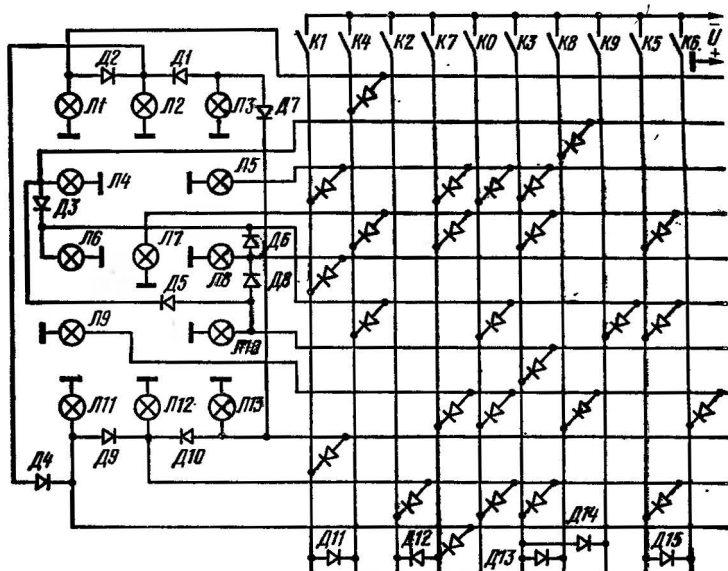 К1 К4 К2 К7 К0 К3 К8 К9 К5 К6
U
− +
Д2 Д1
Л1 Л2 Л3 Д7
Л4 Л5
Д3
Л6 Л7 Л8 Д6
Д8
Д5
Л9 Л10
Л11 Л12 Л13
Д4 Д9 Д10
Д11 Д12 Д13 Д14 Д15